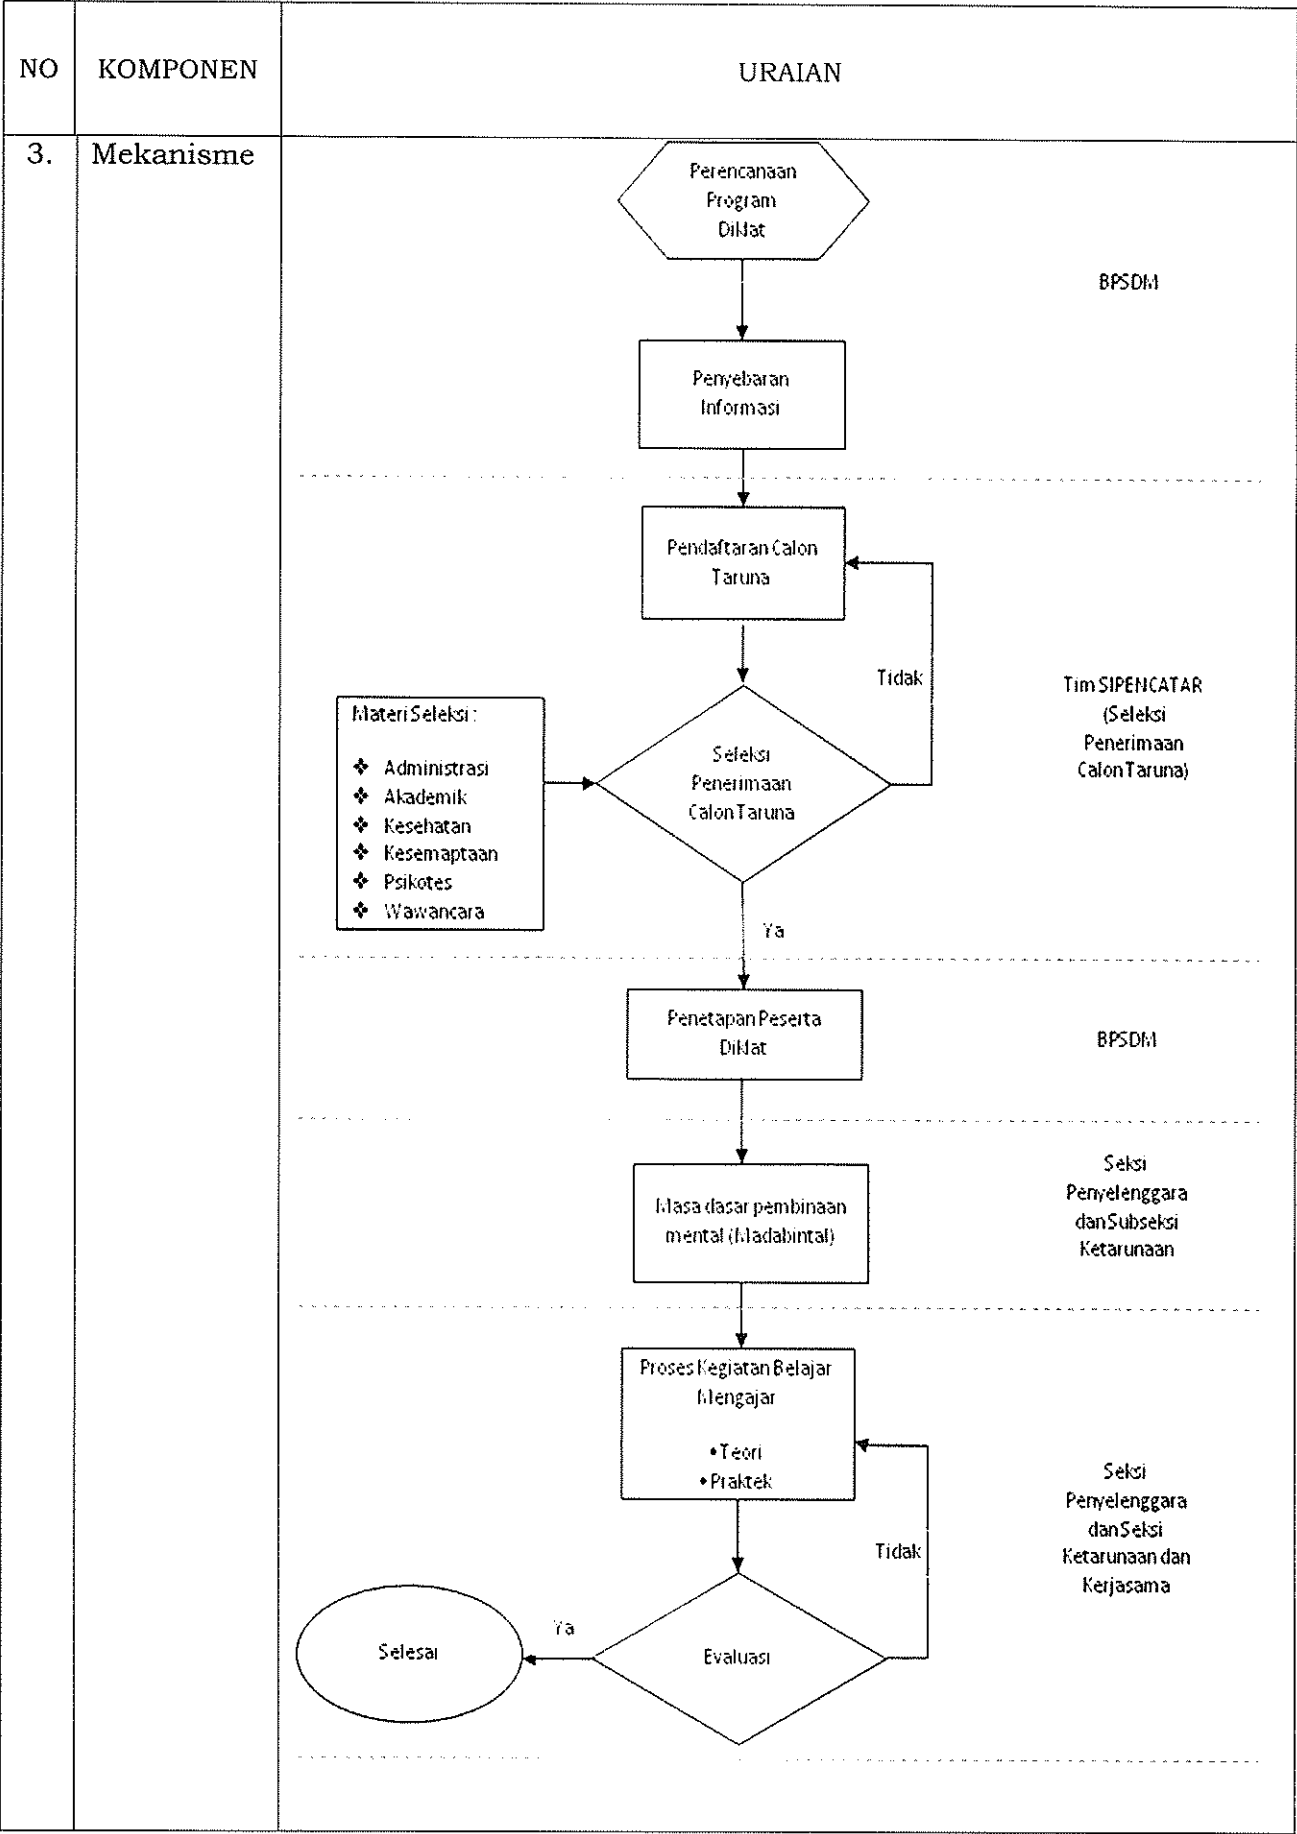 NO
KOMPONEN
URAIAN
3.
Mekanisme
Perencanaan
Program
Diklat
BPSDM
Penyebaran
Informasi
Pendaftaran Calon
Taruna
Tidak
Materi Seleksi :
❖ Administrasi
❖ Akademik
❖ Kesehatan
❖ Kesemaptaan
❖ Psikotes
❖ Wawancara
Seleksi
Penerimaan
Calon Taruna
Tim SIPENCATAR
(Seleksi
Penerimaan
Calon Taruna)
Ya
Penetapan Peserta
Diklat
BPSDM
Masa dasar pembinaan
mental (Madabintal)
Seksi
Penyelenggara
dan Subseksi
Ketarunaan
Proses Kegiatan Belajar
Mengajar
• Teori
• Praktek
Tidak
Seksi
Penyelenggara
dan Seksi
Ketarunaan dan
Kerjasama
Selesai
Ya
Evaluasi